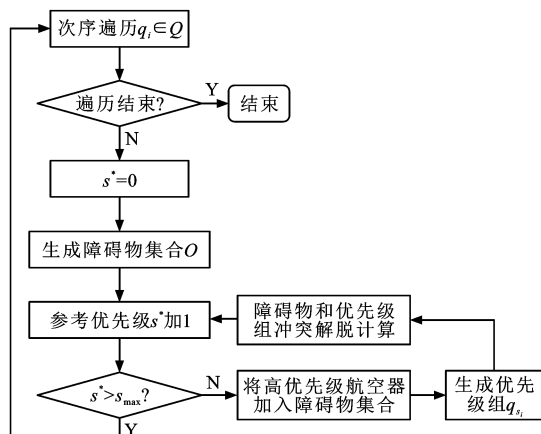 次序遍历q_i∈Q
遍历结束?
Y
结束
N
s*=0
生成障碍物集合O
参考优先级s*加1
障碍物和优先级
组冲突解脱计算
s*>s_max?
N
将高优先级航空器
加入障碍物集合
生成优先
级组q_{s_i}
Y